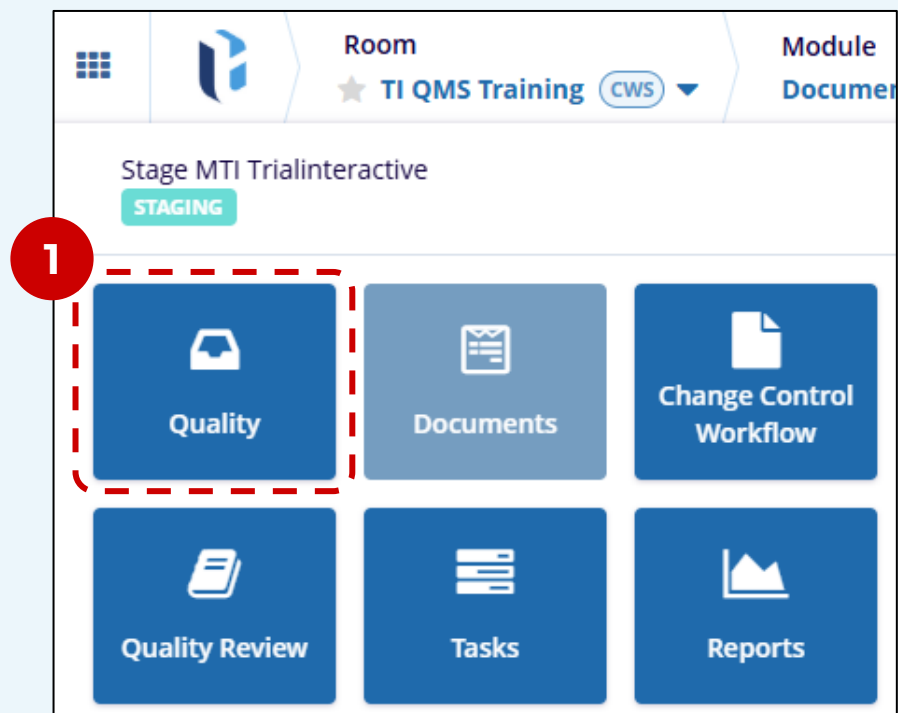 Room
Module
TI QMS Training
CWS
Stage MTI Trialinteractive
STAGING
1
Quality
Documents
Change Control
Workflow
Quality Review
Tasks
Reports